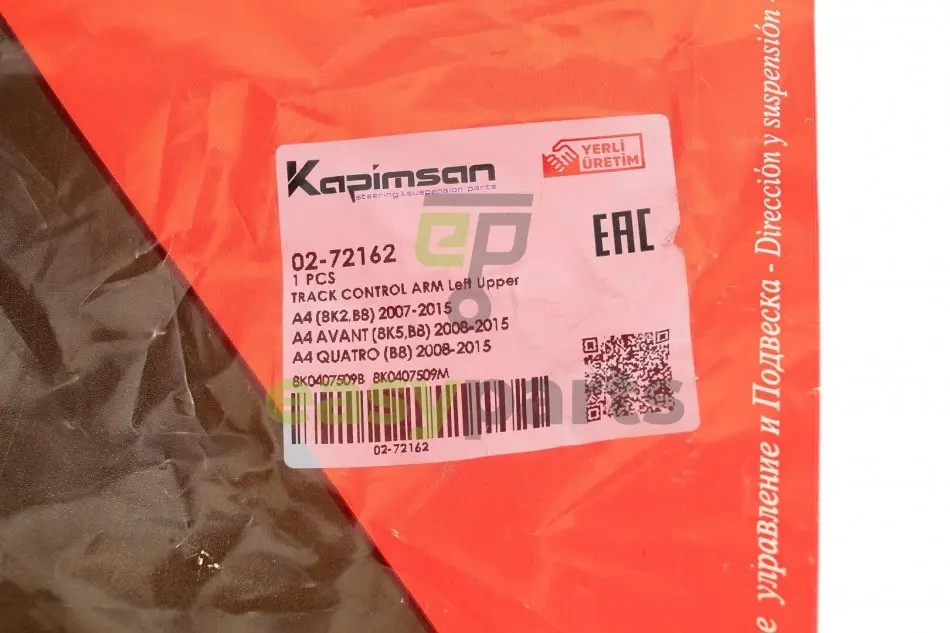 Kapimsan
steering & suspension parts
YERLİ
ÜRETİM
EAC
ep
02-72162
1 PCS
TRACK CONTROL ARM Left Upper
A4 (8K2,B8) 2007-2015
A4 AVANT (8K5,B8) 2008-2015
A4 QUATRO (B8) 2008-2015
8K0407509B 8K0407509M
easyparts
02-72162
е управление и Подвеска - Dirección y suspensión -